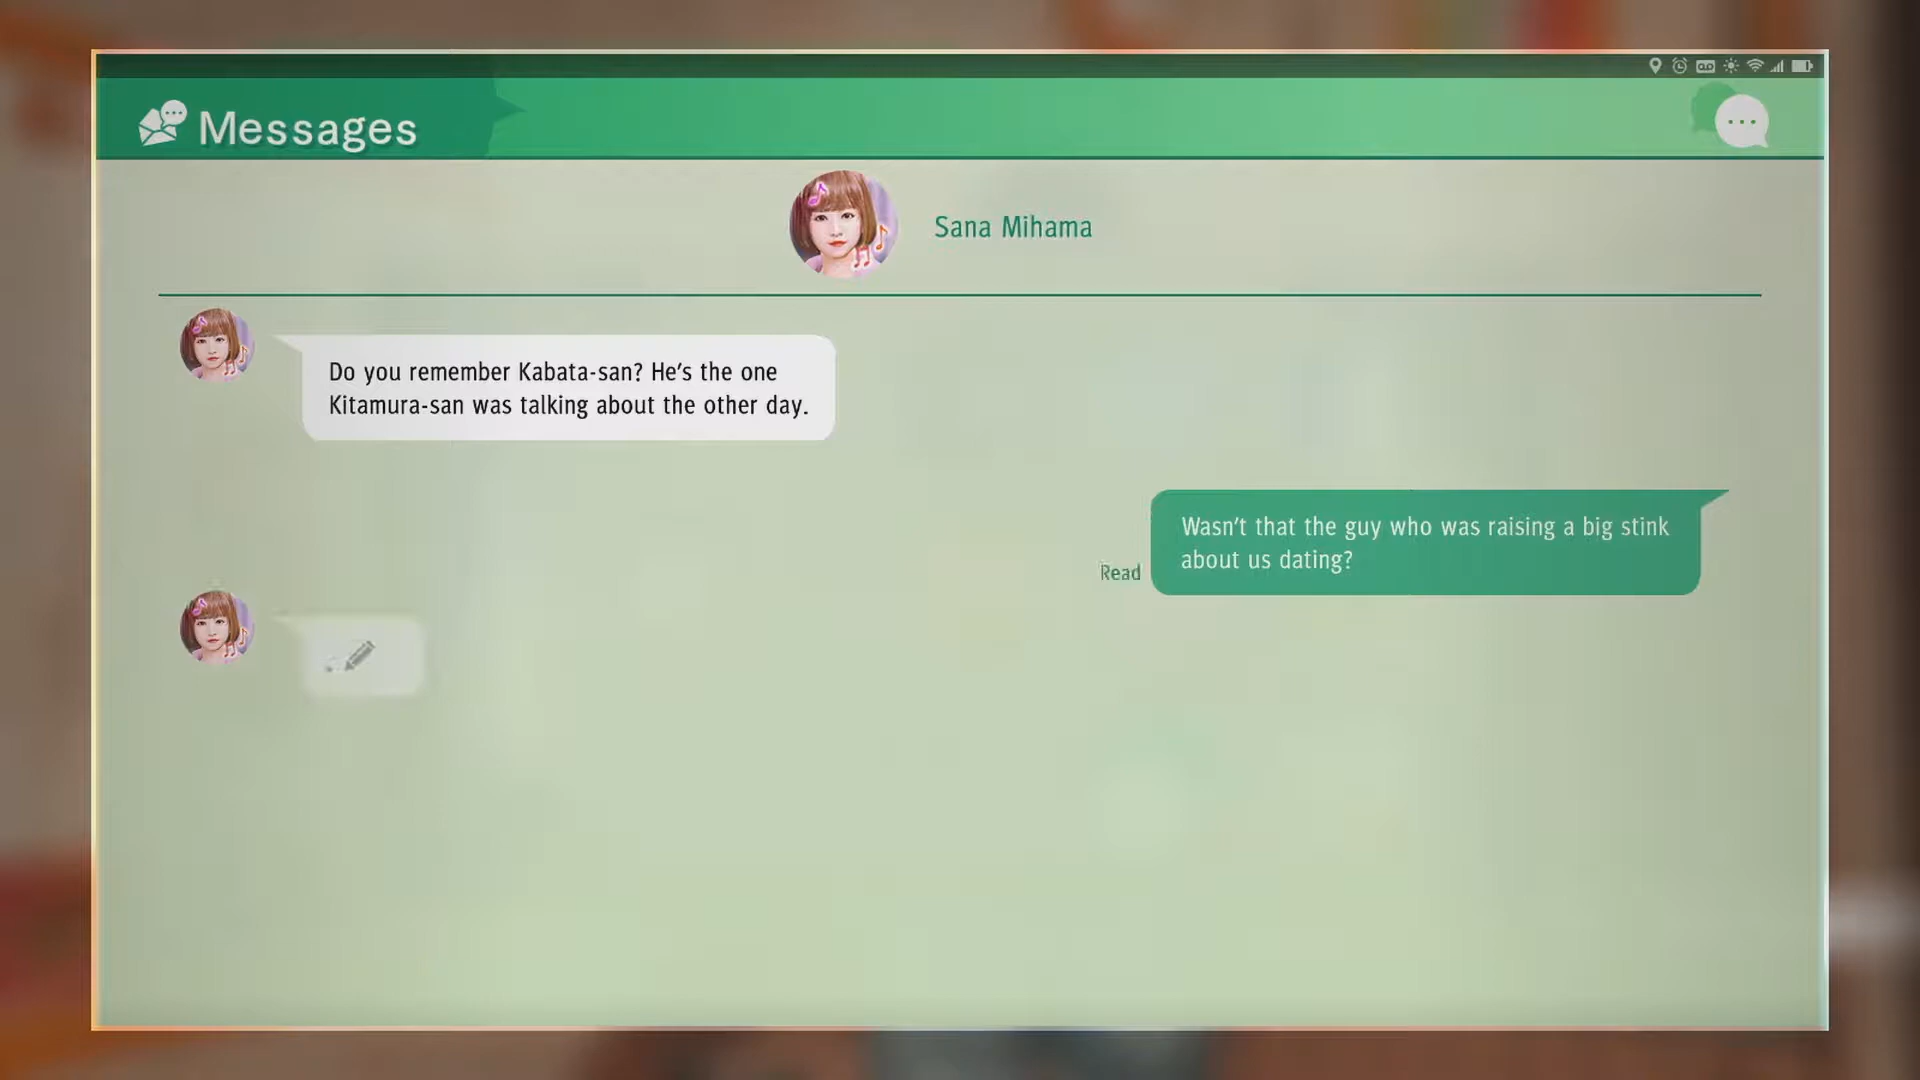 Messages
Sana Mihama
Do you remember Kabata-san? He's the one
Kitamura-san was talking about the other day.
Wasn't that the guy who was raising a big stink
about us dating?
Read